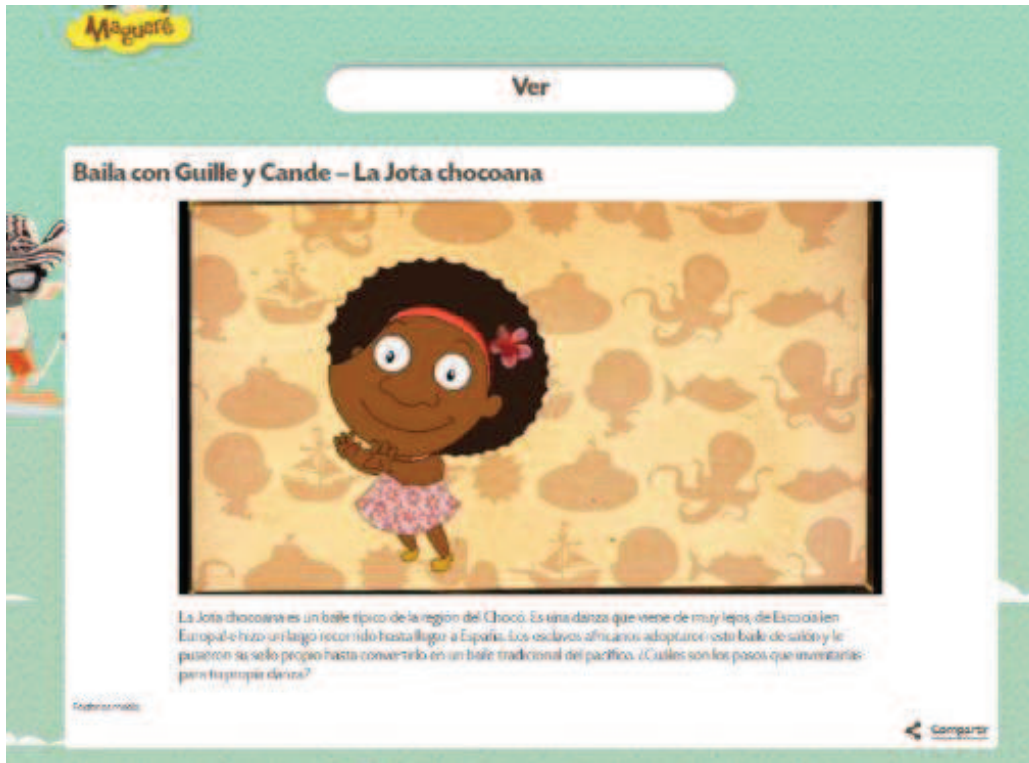 Maguaré
Ver
Baila con Guille y Cande – La Jota chocoana
La Jota chocoana es un baile típico de la región del Chocó. Es una danza que viene de muy lejos, de Escocia (en
Europa) e hizo un largo recorrido hasta llegar a España. Los esclavos africanos adoptaron este baile de salón y le
pusieron su sello propio hasta convertirlo en un baile tradicional del pacífico. ¿Cuáles son los pasos que inventarías
para tu propia danza?
Compartir